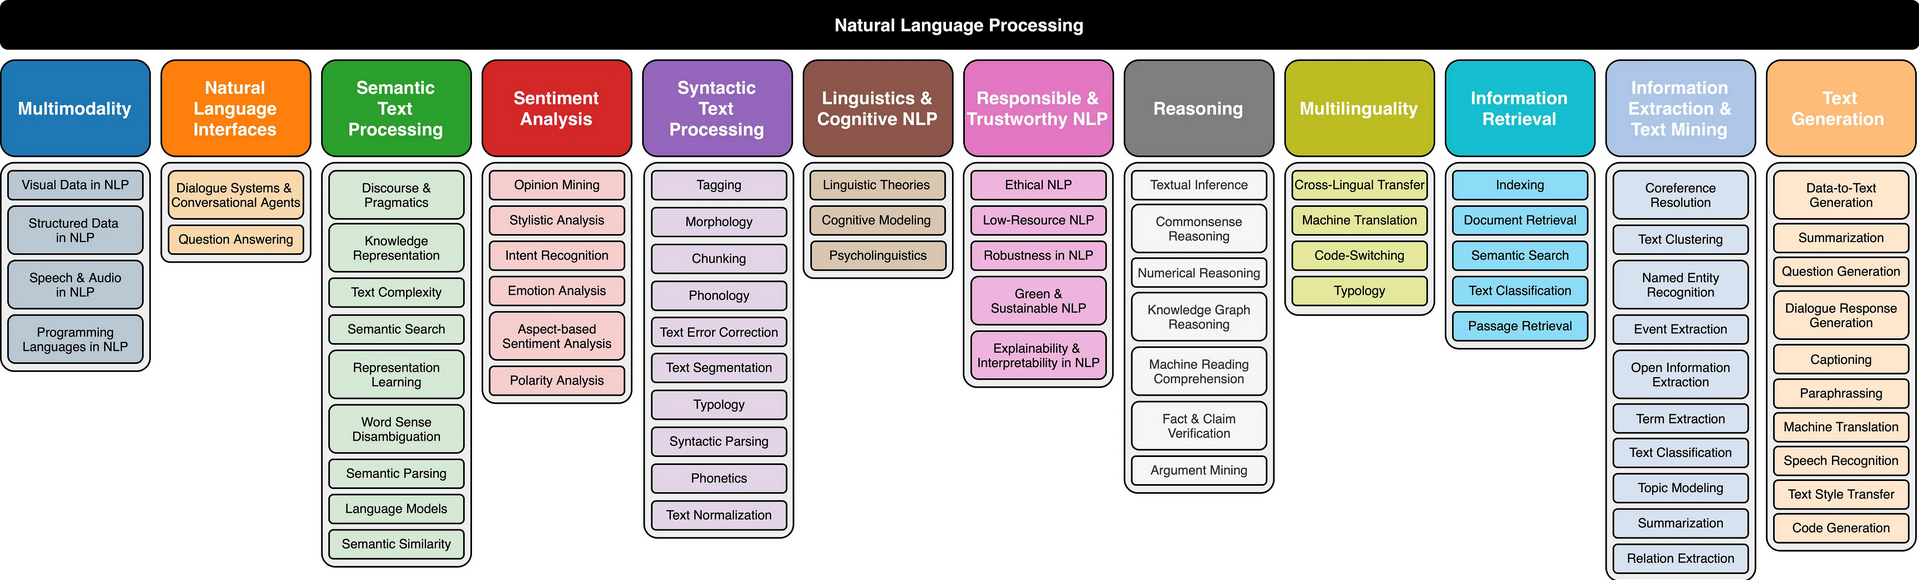 Natural Language Processing
Multimodality
Visual Data in NLP
Structured Data
in NLP
Speech & Audio
in NLP
Programming
Languages in NLP
Natural
Language
Interfaces
Dialogue Systems &
Conversational Agents
Question Answering
Semantic
Text
Processing
Discourse &
Pragmatics
Knowledge
Representation
Text Complexity
Semantic Search
Representation
Learning
Word Sense
Disambiguation
Semantic Parsing
Language Models
Semantic Similarity
Sentiment
Analysis
Opinion Mining
Stylistic Analysis
Intent Recognition
Emotion Analysis
Aspect-based
Sentiment Analysis
Polarity Analysis
Syntactic
Text
Processing
Tagging
Morphology
Chunking
Phonology
Text Error Correction
Text Segmentation
Typology
Syntactic Parsing
Phonetics
Text Normalization
Linguistics &
Cognitive NLP
Linguistic Theories
Cognitive Modeling
Psycholinguistics
Responsible &
Trustworthy NLP
Ethical NLP
Low-Resource NLP
Robustness in NLP
Green &
Sustainable NLP
Explainability &
Interpretability in NLP
Reasoning
Textual Inference
Commonsense
Reasoning
Numerical Reasoning
Knowledge Graph
Reasoning
Machine Reading
Comprehension
Fact & Claim
Verification
Argument Mining
Multilinguality
Cross-Lingual Transfer
Machine Translation
Code-Switching
Typology
Information
Retrieval
Indexing
Document Retrieval
Semantic Search
Text Classification
Passage Retrieval
Information
Extraction &
Text Mining
Coreference
Resolution
Text Clustering
Named Entity
Recognition
Event Extraction
Open Information
Extraction
Term Extraction
Text Classification
Topic Modeling
Summarization
Relation Extraction
Text
Generation
Data-to-Text
Generation
Summarization
Question Generation
Dialogue Response
Generation
Captioning
Paraphrassing
Machine Translation
Speech Recognition
Text Style Transfer
Code Generation